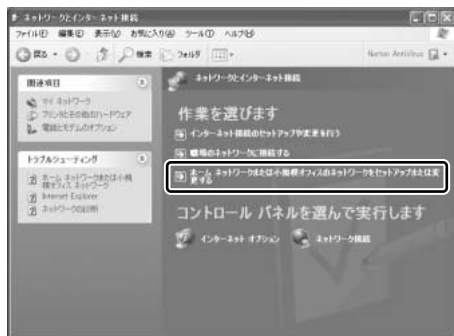 ネットワークとインターネット接続
ファイル(F) 編集(E) 表示(V) お気に入り(A) ツール(T) ヘルプ(H)
戻る 検索 フォルダ Norton AntiVirus
関連項目
マイ ネットワーク
プリンタとその他のハードウェア
電話とモデムのオプション
トラブルシューティング
ホーム ネットワークまたは小規模オフィス ネットワーク
Internet Explorer
ネットワークの診断
ネットワークとインターネット接続
作業を選びます
インターネット接続のセットアップや変更を行う
職場のネットワークに接続する
ホーム ネットワークまたは小規模オフィスのネットワークをセットアップまたは変
更する
コントロール パネルを選んで実行します
インターネット オプション ネットワーク接続